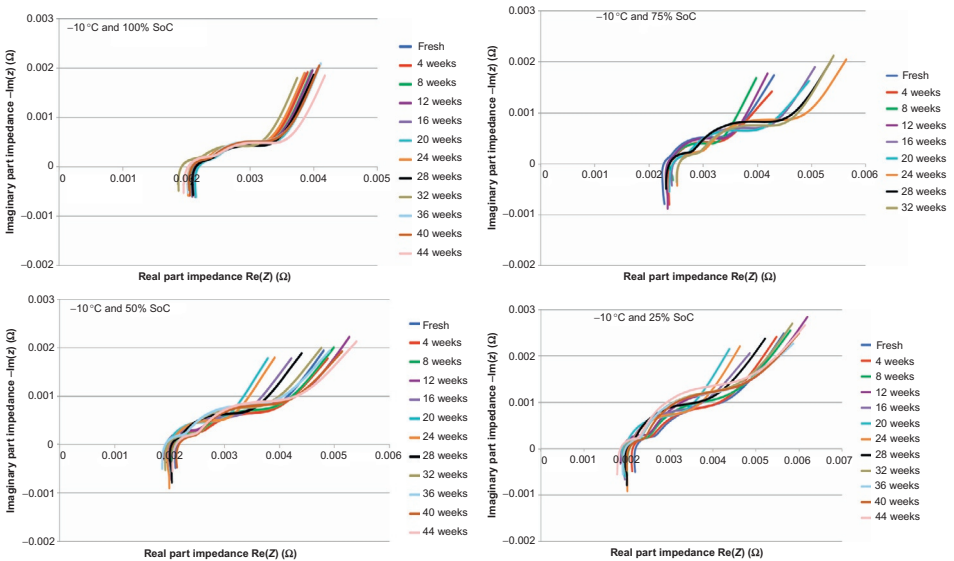 −10 °C and 100% SoC
Imaginary part impedance –Im(z) (Ω)
0.003
0.002
0.001
0
−0.001
−0.002
0
0.001
0.002
0.003
0.004
0.005
Real part impedance Re(Z) (Ω)
Fresh
4 weeks
8 weeks
12 weeks
16 weeks
20 weeks
24 weeks
28 weeks
32 weeks
36 weeks
40 weeks
44 weeks
−10 °C and 75% SoC
Imaginary part impedance –Im(z) (Ω)
0.003
0.002
0.001
0
−0.001
−0.002
0
0.001
0.002
0.003
0.004
0.005
0.006
Real part impedance Re(Z) (Ω)
Fresh
4 weeks
8 weeks
12 weeks
16 weeks
20 weeks
24 weeks
28 weeks
32 weeks
−10 °C and 50% SoC
Imaginary part impedance –Im(z) (Ω)
0.003
0.002
0.001
0
−0.001
−0.002
0
0.001
0.002
0.003
0.004
0.005
0.006
Real part impedance Re(Z) (Ω)
Fresh
4 weeks
8 weeks
12 weeks
16 weeks
20 weeks
24 weeks
28 weeks
32 weeks
36 weeks
40 weeks
44 weeks
−10 °C and 25% SoC
Imaginary part impedance –Im(z) (Ω)
0.003
0.002
0.001
0
−0.001
−0.002
0
0.001
0.002
0.003
0.004
0.005
0.006
0.007
Real part impedance Re(Z) (Ω)
Fresh
4 weeks
8 weeks
12 weeks
16 weeks
20 weeks
24 weeks
28 weeks
32 weeks
36 weeks
40 weeks
44 weeks